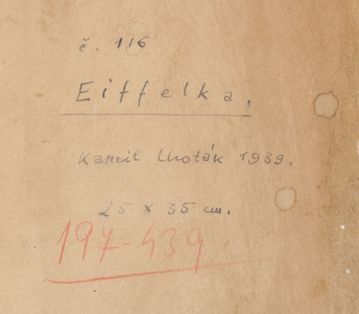 č. 116
Eiffelka.
Kamil Lhoták 1939.
25 x 35 cm.
197-439